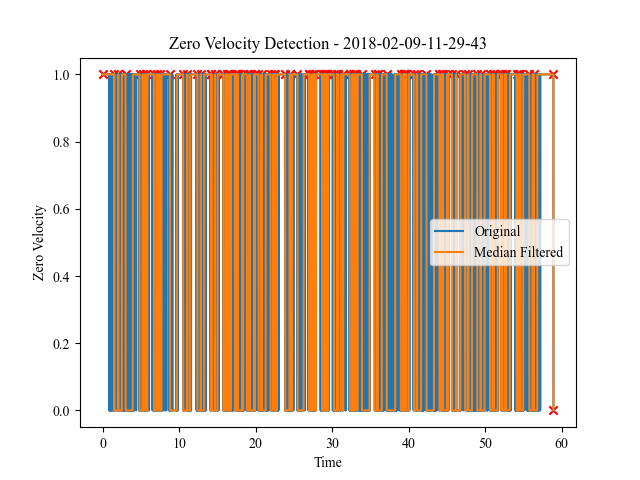 Zero Velocity Detection - 2018-02-09-11-29-43
1.0
0.8
0.6
0.4
0.2
0.0
Zero Velocity
Original
Median Filtered
0 10 20 30 40 50 60
Time